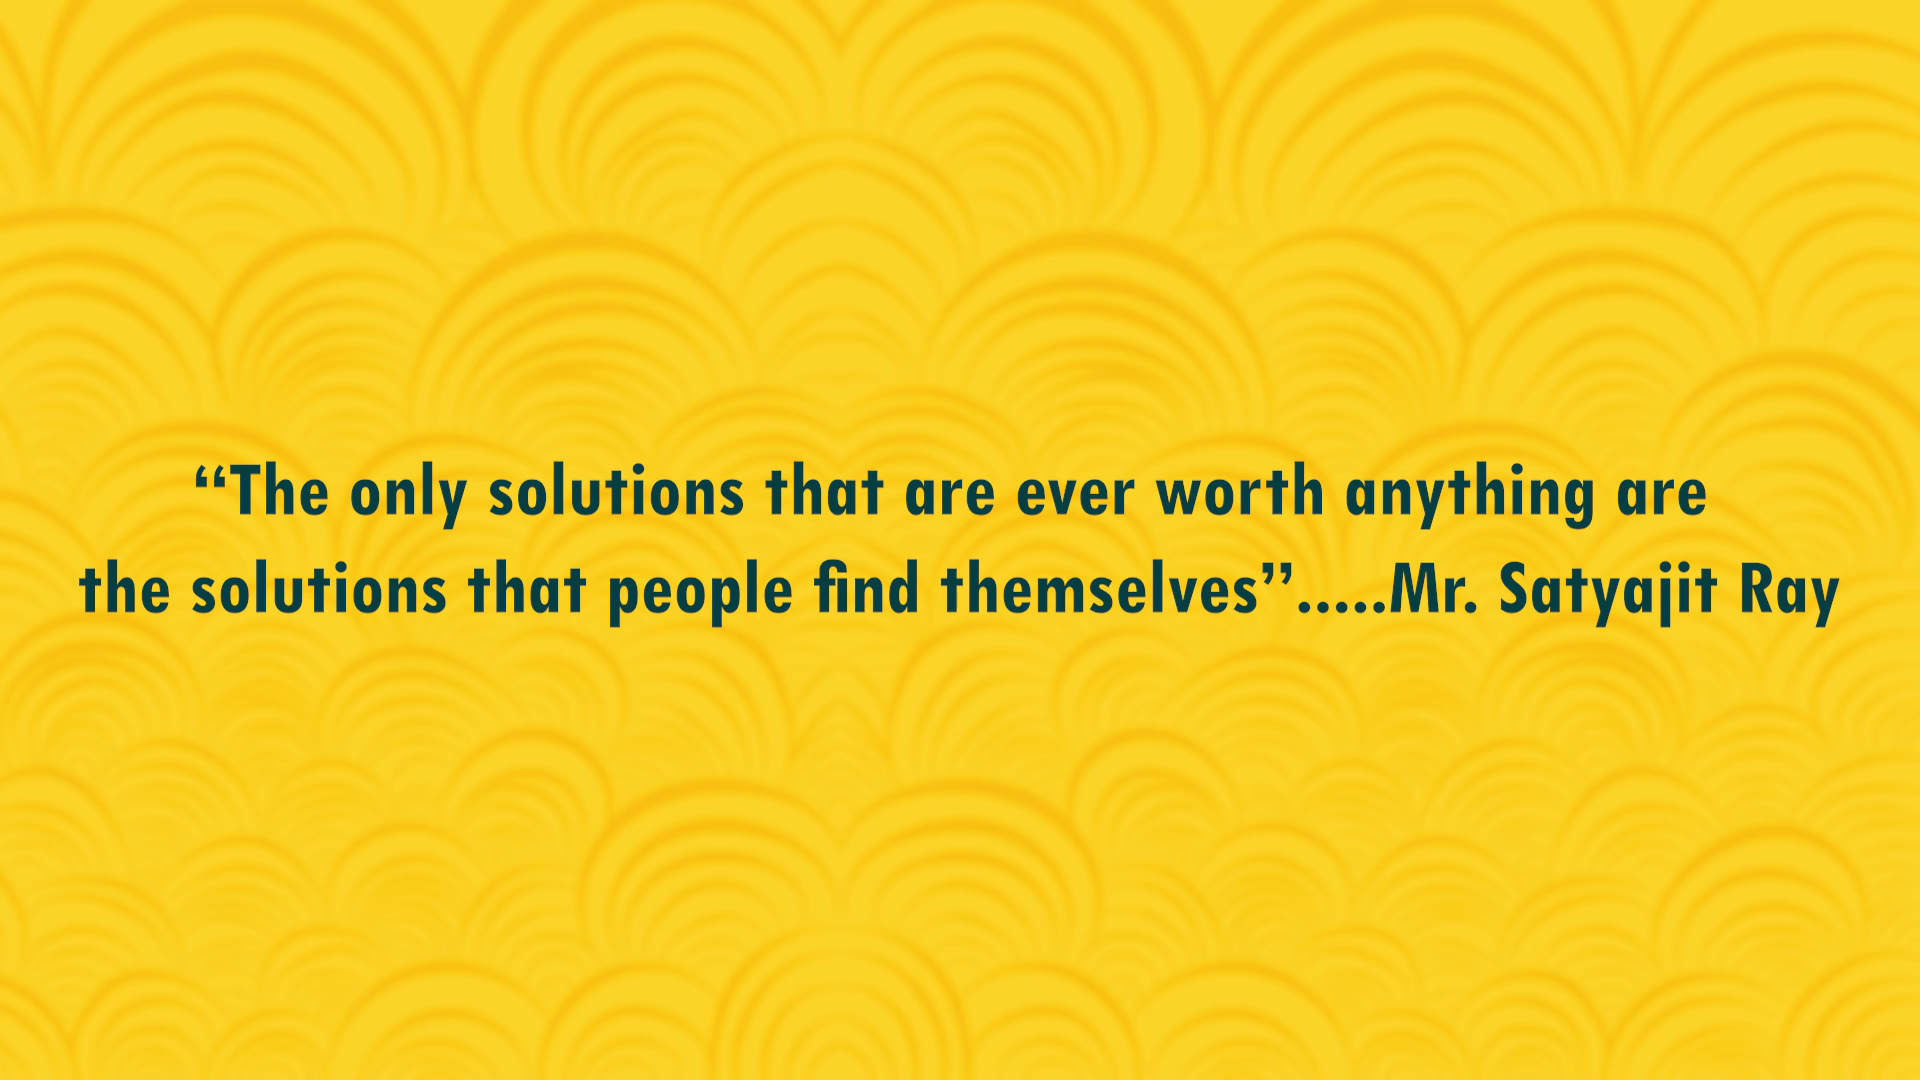 “The only solutions that are ever worth anything are
the solutions that people find themselves”.....Mr. Satyajit Ray